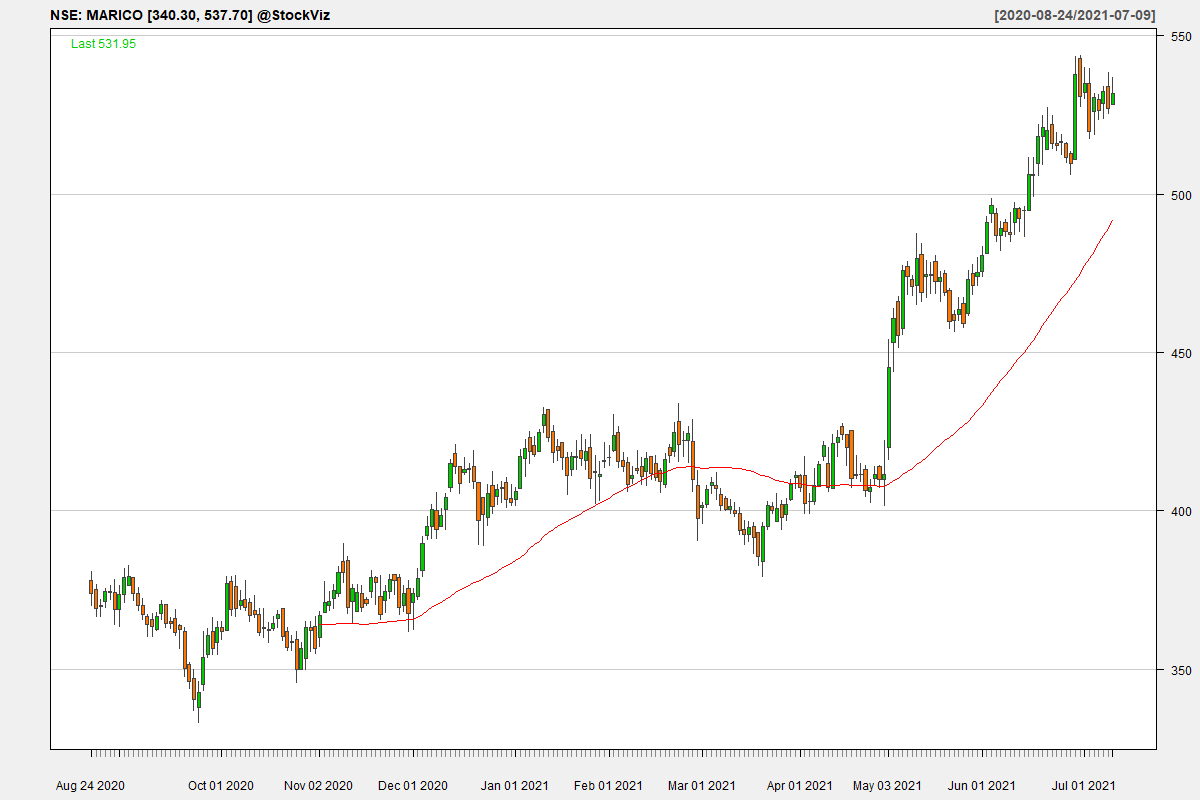 NSE: MARICO [340.30, 537.70] @StockViz
[2020-08-24/2021-07-09]
Last 531.95
550
500
450
400
350
Aug 24 2020
Oct 01 2020
Nov 02 2020
Dec 01 2020
Jan 01 2021
Feb 01 2021
Mar 01 2021
Apr 01 2021
May 03 2021
Jun 01 2021
Jul 01 2021